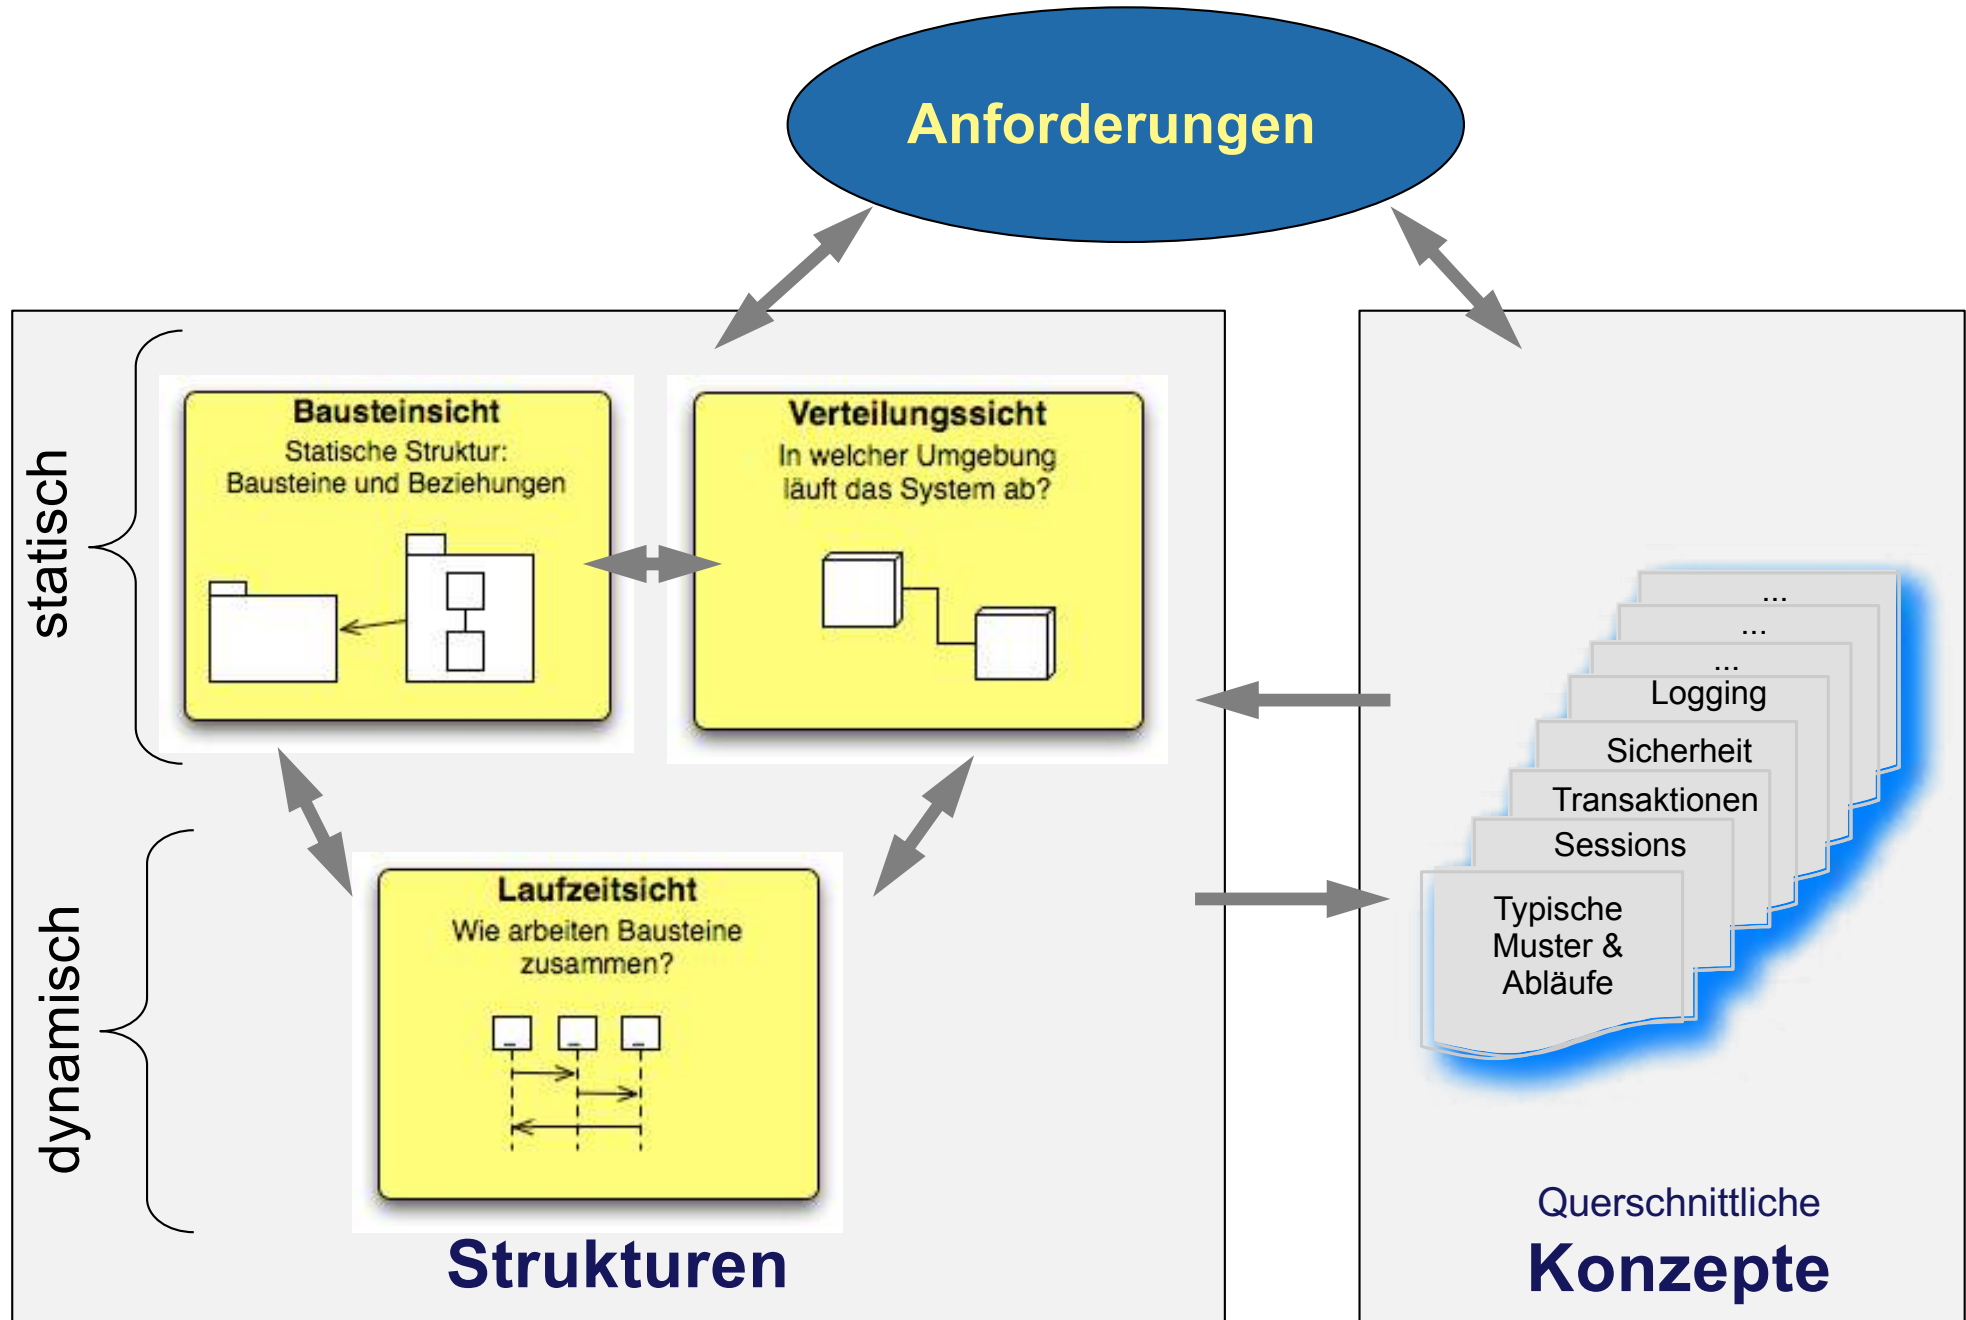 Anforderungen
statisch
Bausteinsicht
Statische Struktur:
Bausteine und Beziehungen
Verteilungssicht
In welcher Umgebung
läuft das System ab?
dynamisch
Laufzeitsicht
Wie arbeiten Bausteine
zusammen?
Strukturen
...
...
...
Logging
Sicherheit
Transaktionen
Sessions
Typische
Muster &
Abläufe
Querschnittliche
Konzepte